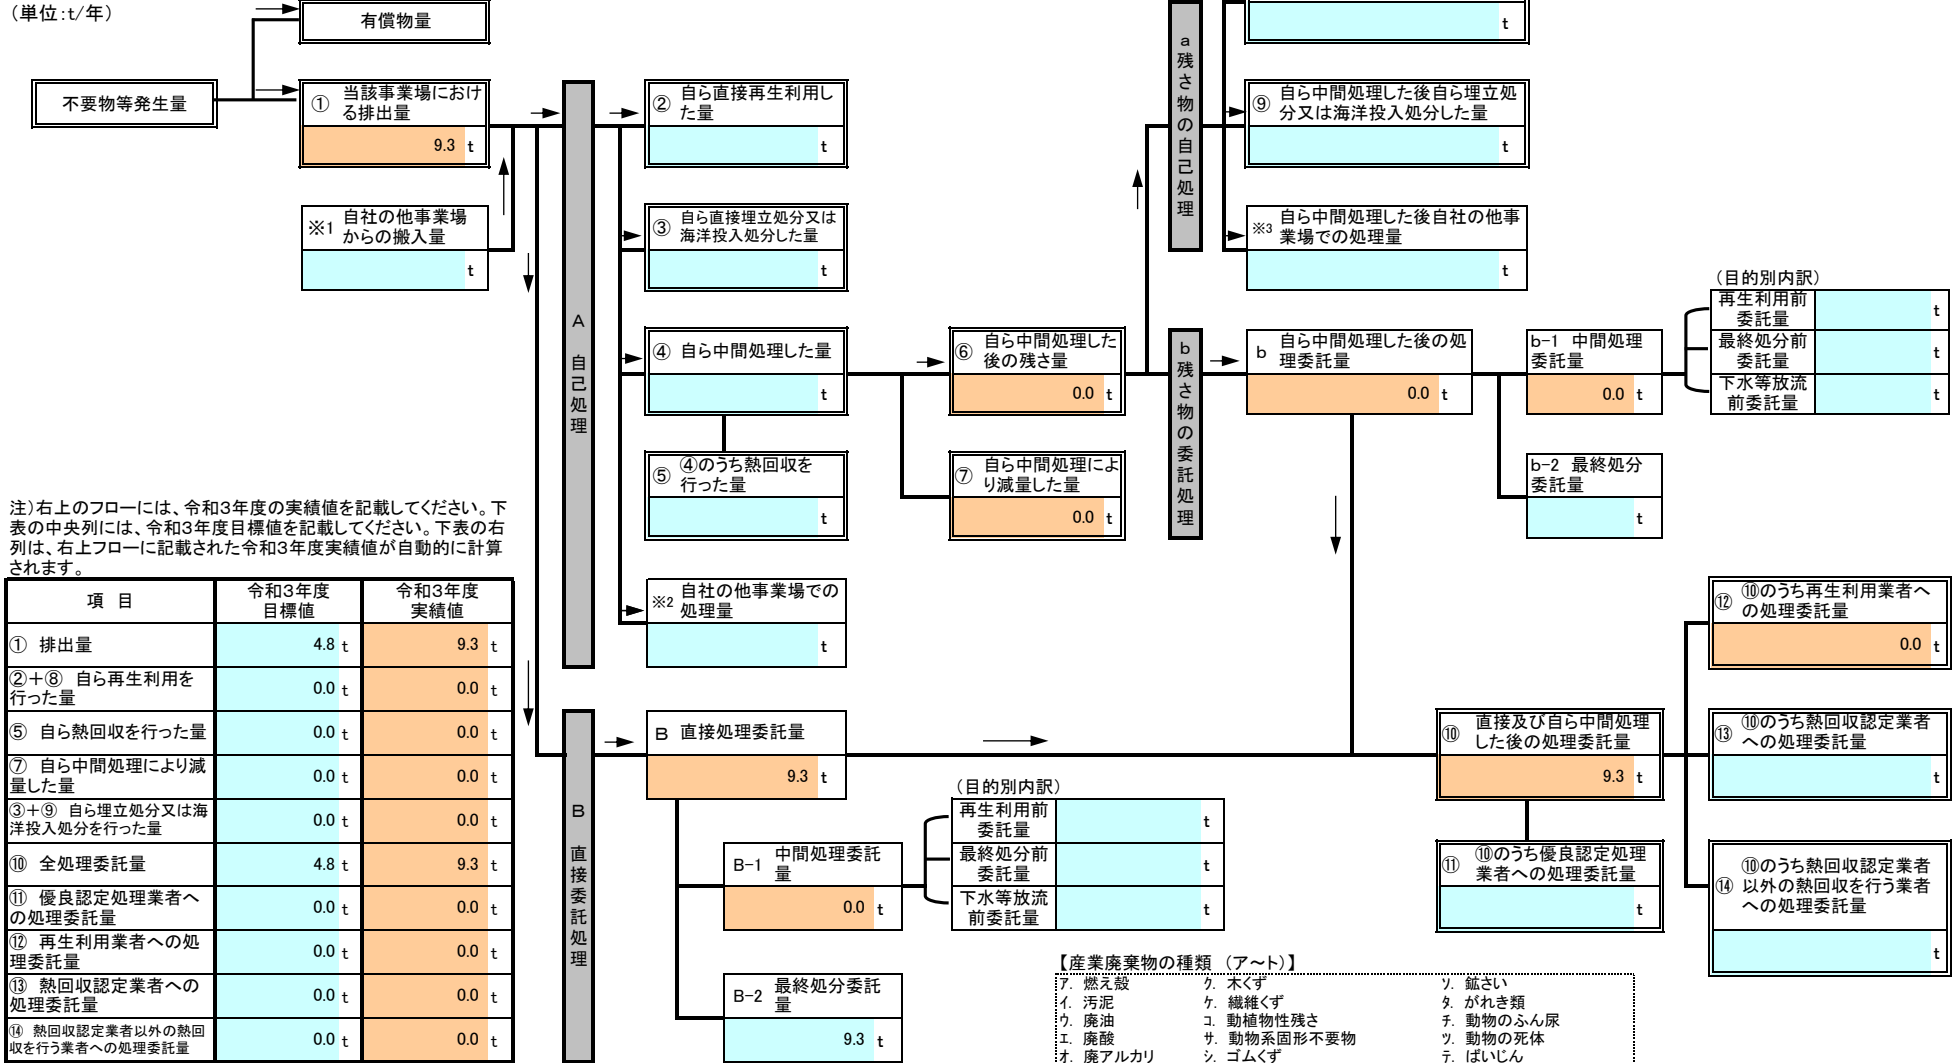 （単位：t/年）
有償物量
不要物等発生量
① 当該事業場におけ
る排出量
9.3 t
※1 自社の他事業場
からの搬入量
t
A 自己処理
② 自ら直接再生利用し
た量
t
③ 自ら直接埋立処分又は
海洋投入処分した量
t
④ 自ら中間処理した量
t
⑤ ④のうち熱回収を
行った量
t
※2 自社の他事業場での
処理量
t
⑥ 自ら中間処理した
後の残さ量
0.0 t
⑦ 自ら中間処理によ
り減量した量
0.0 t
a 残さ物の自己処理
t
⑨ 自ら中間処理した後自ら埋立処
分又は海洋投入処分した量
t
※3 自ら中間処理した後自社の他事
業場での処理量
t
b 残さ物の委託処理
b 自ら中間処理した後の処
理委託量
0.0 t
b-1 中間処理
委託量
0.0 t
b-2 最終処分
委託量
t
（目的別内訳）
再生利用前
委託量
t
最終処分前
委託量
t
下水等放流
前委託量
t
注）右上のフローには、令和3年度の実績値を記載してください。下
表の中央列には、令和3年度目標値を記載してください。下表の右
列は、右上フローに記載された令和3年度実績値が自動的に計算
されます。
項 目 令和3年度 目標値 令和3年度 実績値
① 排出量 4.8 t 9.3 t
②＋⑧ 自ら再生利用を
行った量 0.0 t 0.0 t
⑤ 自ら熱回収を行った量 0.0 t 0.0 t
⑦ 自ら中間処理により減
量した量 0.0 t 0.0 t
③＋⑨ 自ら埋立処分又は海
洋投入処分を行った量 0.0 t 0.0 t
⑩ 全処理委託量 4.8 t 9.3 t
⑪ 優良認定処理業者へ
の処理委託量 0.0 t 0.0 t
⑫ 再生利用業者への処
理委託量 0.0 t 0.0 t
⑬ 熱回収認定業者への
処理委託量 0.0 t 0.0 t
⑭ 熱回収認定業者以外の熱回
収を行う業者への処理委託量 0.0 t 0.0 t
B 直接委託処理
B 直接処理委託量
9.3 t
B-1 中間処理委託
量
0.0 t
B-2 最終処分委託
量
9.3 t
（目的別内訳）
再生利用前
委託量
t
最終処分前
委託量
t
下水等放流
前委託量
t
⑩ 直接及び自ら中間処理
した後の処理委託量
9.3 t
⑪ ⑩のうち優良認定処理
業者への処理委託量
t
⑫ ⑩のうち再生利用業者へ
の処理委託量
0.0 t
⑬ ⑩のうち熱回収認定業者
への処理委託量
t
⑭ ⑩のうち熱回収認定業者
以外の熱回収を行う業者
への処理委託量
t
【産業廃棄物の種類 （ア～ト）】
ア. 燃え殻 ク. 木くず ソ. 鉱さい
イ. 汚泥 ケ. 繊維くず タ. がれき類
ウ. 廃油 コ. 動植物性残さ チ. 動物のふん尿
エ. 廃酸 サ. 動物系固形不要物 ツ. 動物の死体
オ. 廃アルカリ シ. ゴムくず テ. ばいじん